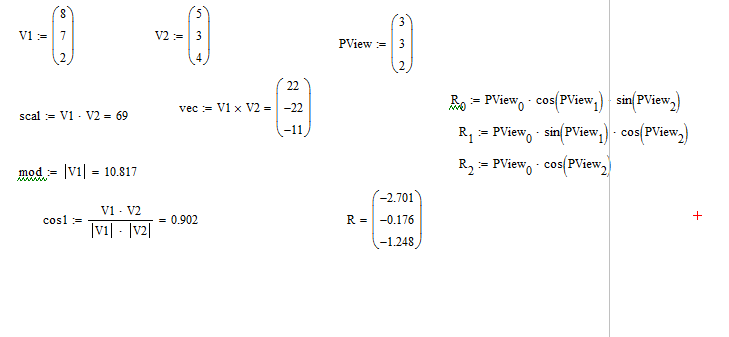 V1 := (8 7 2)
V2 := (5 3 4)
PView := (3 3 2)
scal := V1 · V2 = 69
vec := V1 × V2 = (22 −22 −11)
R₀ := PView₀ · cos(PView₁) · sin(PView₂)
R₁ := PView₀ · sin(PView₁) · cos(PView₂)
R₂ := PView₀ · cos(PView₂)
mod := |V1| = 10.817
cos1 := V1 · V2 / |V1| · |V2| = 0.902
R = (−2.701 −0.176 −1.248)